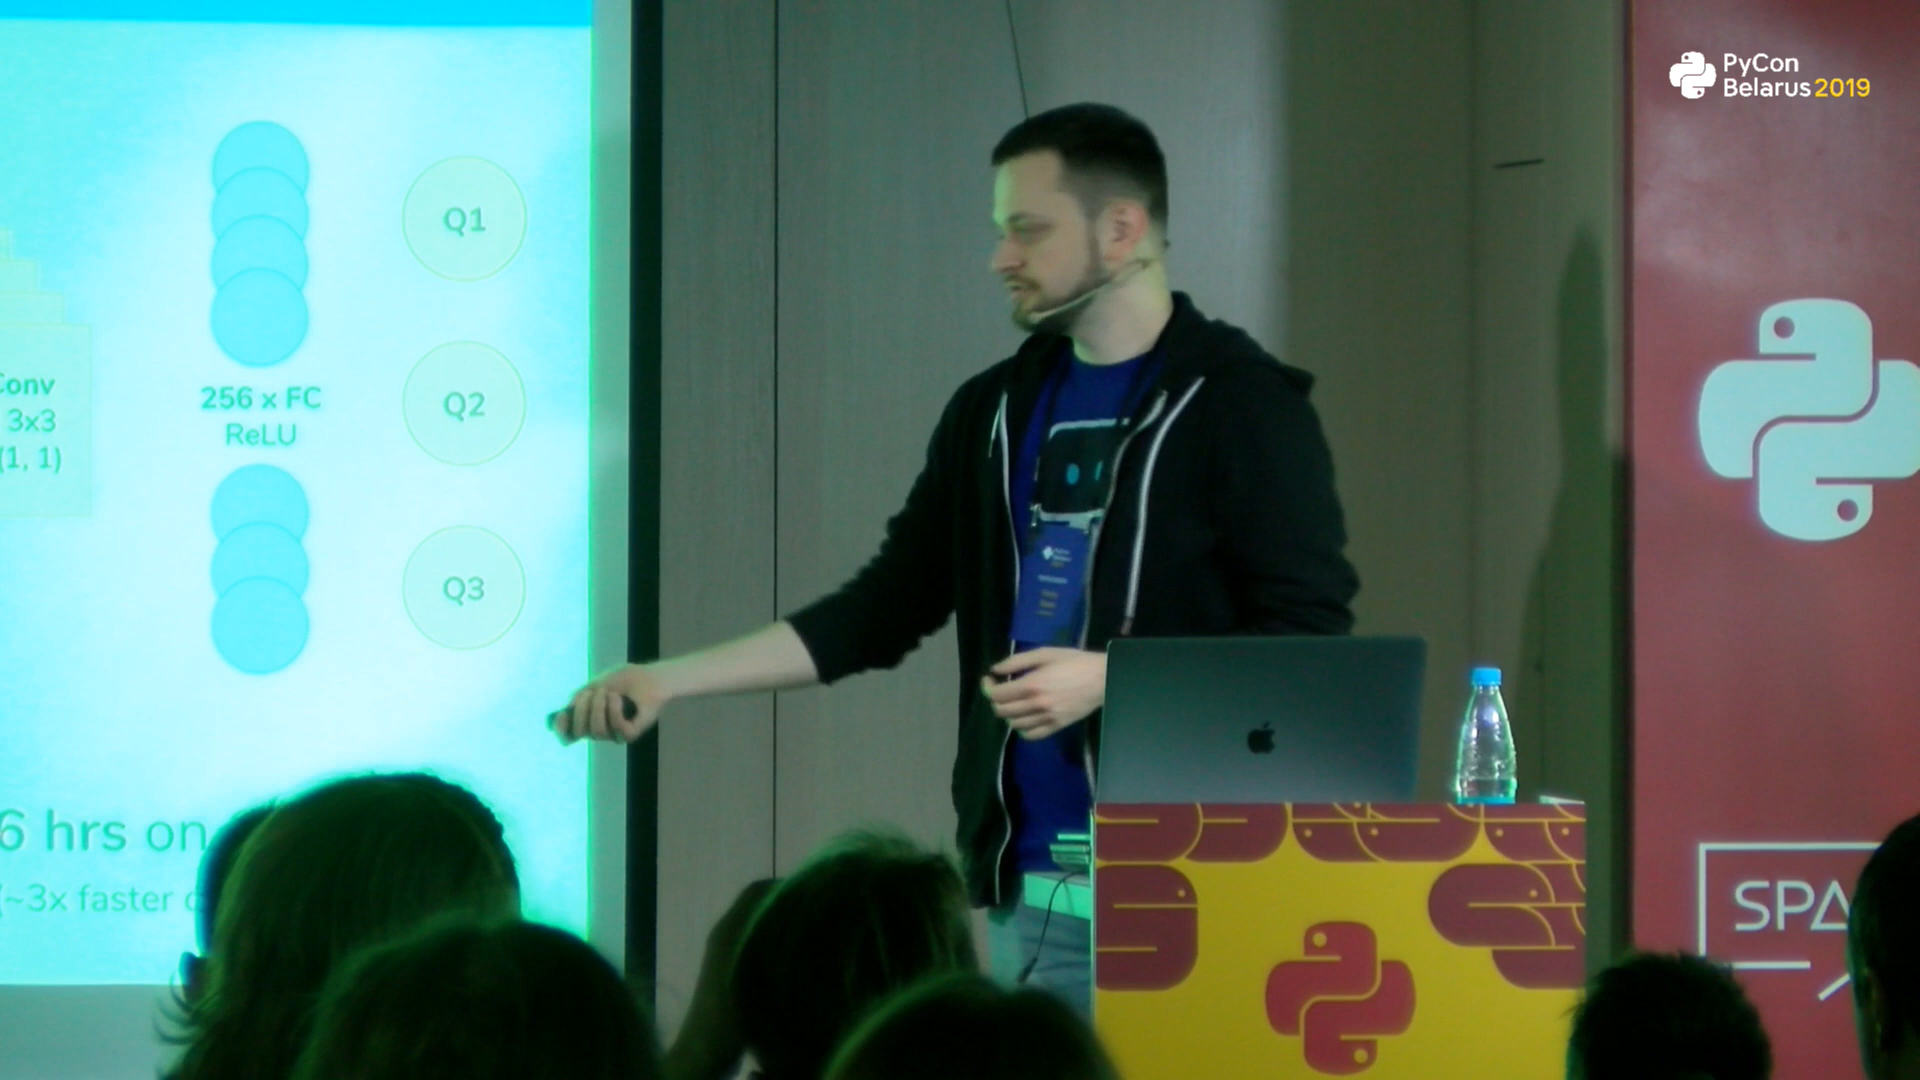 PyCon
Belarus 2019
Q1
Conv
3x3
(1, 1)
256 x FC
ReLU
Q2
Q3
6 hrs on
(~3x faster
SPA